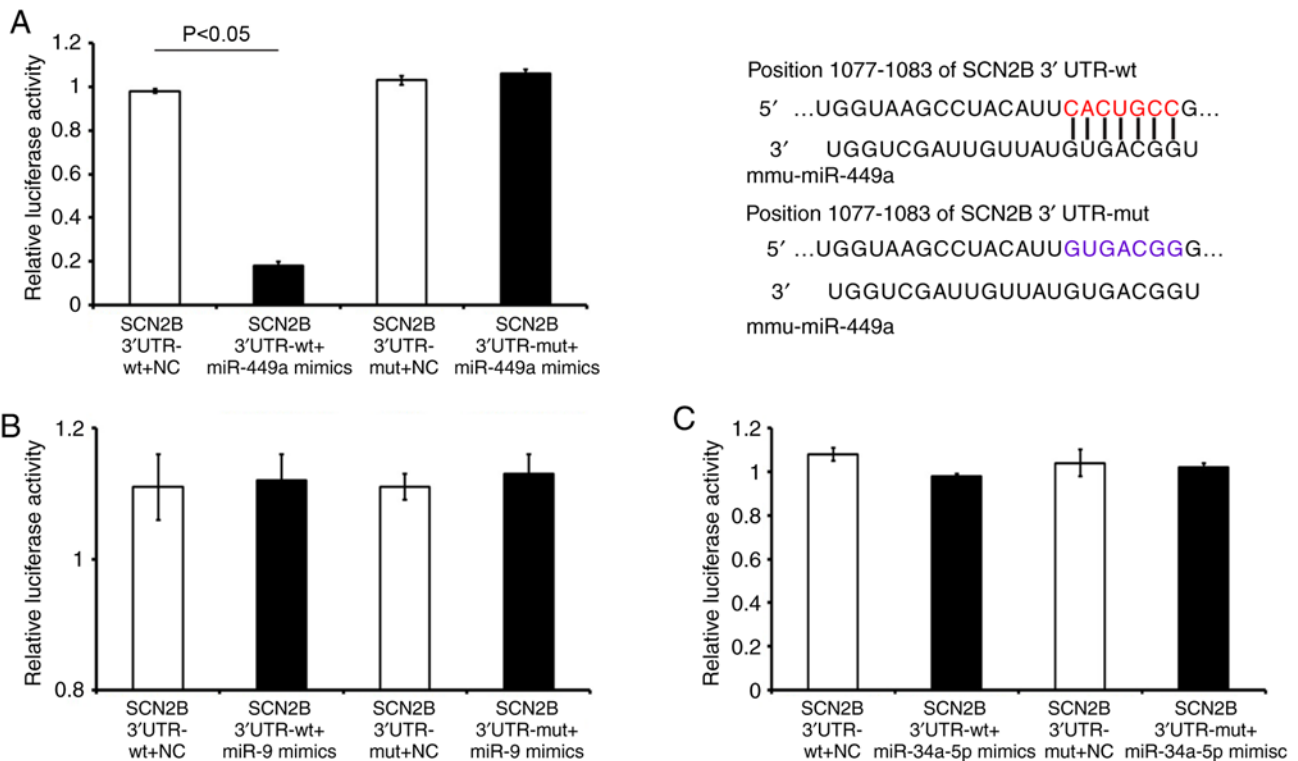 A
P<0.05
Relative luciferase activity
1.2
1
0.8
0.6
0.4
0.2
0
SCN2B
3′UTR-
wt+NC
SCN2B
3′UTR-wt+
miR-449a mimics
SCN2B
3′UTR-
mut+NC
SCN2B
3′UTR-mut+
miR-449a mimics
Position 1077-1083 of SCN2B 3′ UTR-wt
5′ ...UGGUAAGCCUACAUUCACUGCCG...
3′ UGGUCGAUUGUUAUGUGACGGU
mmu-miR-449a
Position 1077-1083 of SCN2B 3′ UTR-mut
5′ ...UGGUAAGCCUACAUUGUGACGGG...
3′ UGGUCGAUUGUUAUGUGACGGU
mmu-miR-449a
B
Relative luciferase activity
1.2
1
0.8
SCN2B
3′UTR-
wt+NC
SCN2B
3′UTR-wt+
miR-9 mimics
SCN2B
3′UTR-
mut+NC
SCN2B
3′UTR-mut+
miR-9 mimics
C
Relative luciferase activity
1.2
1
0.8
0.6
0.4
0.2
0
SCN2B
3′UTR-
wt+NC
SCN2B
3′UTR-wt+
miR-34a-5p mimics
SCN2B
3′UTR-
mut+NC
SCN2B
3′UTR-mut+
miR-34a-5p mimisc